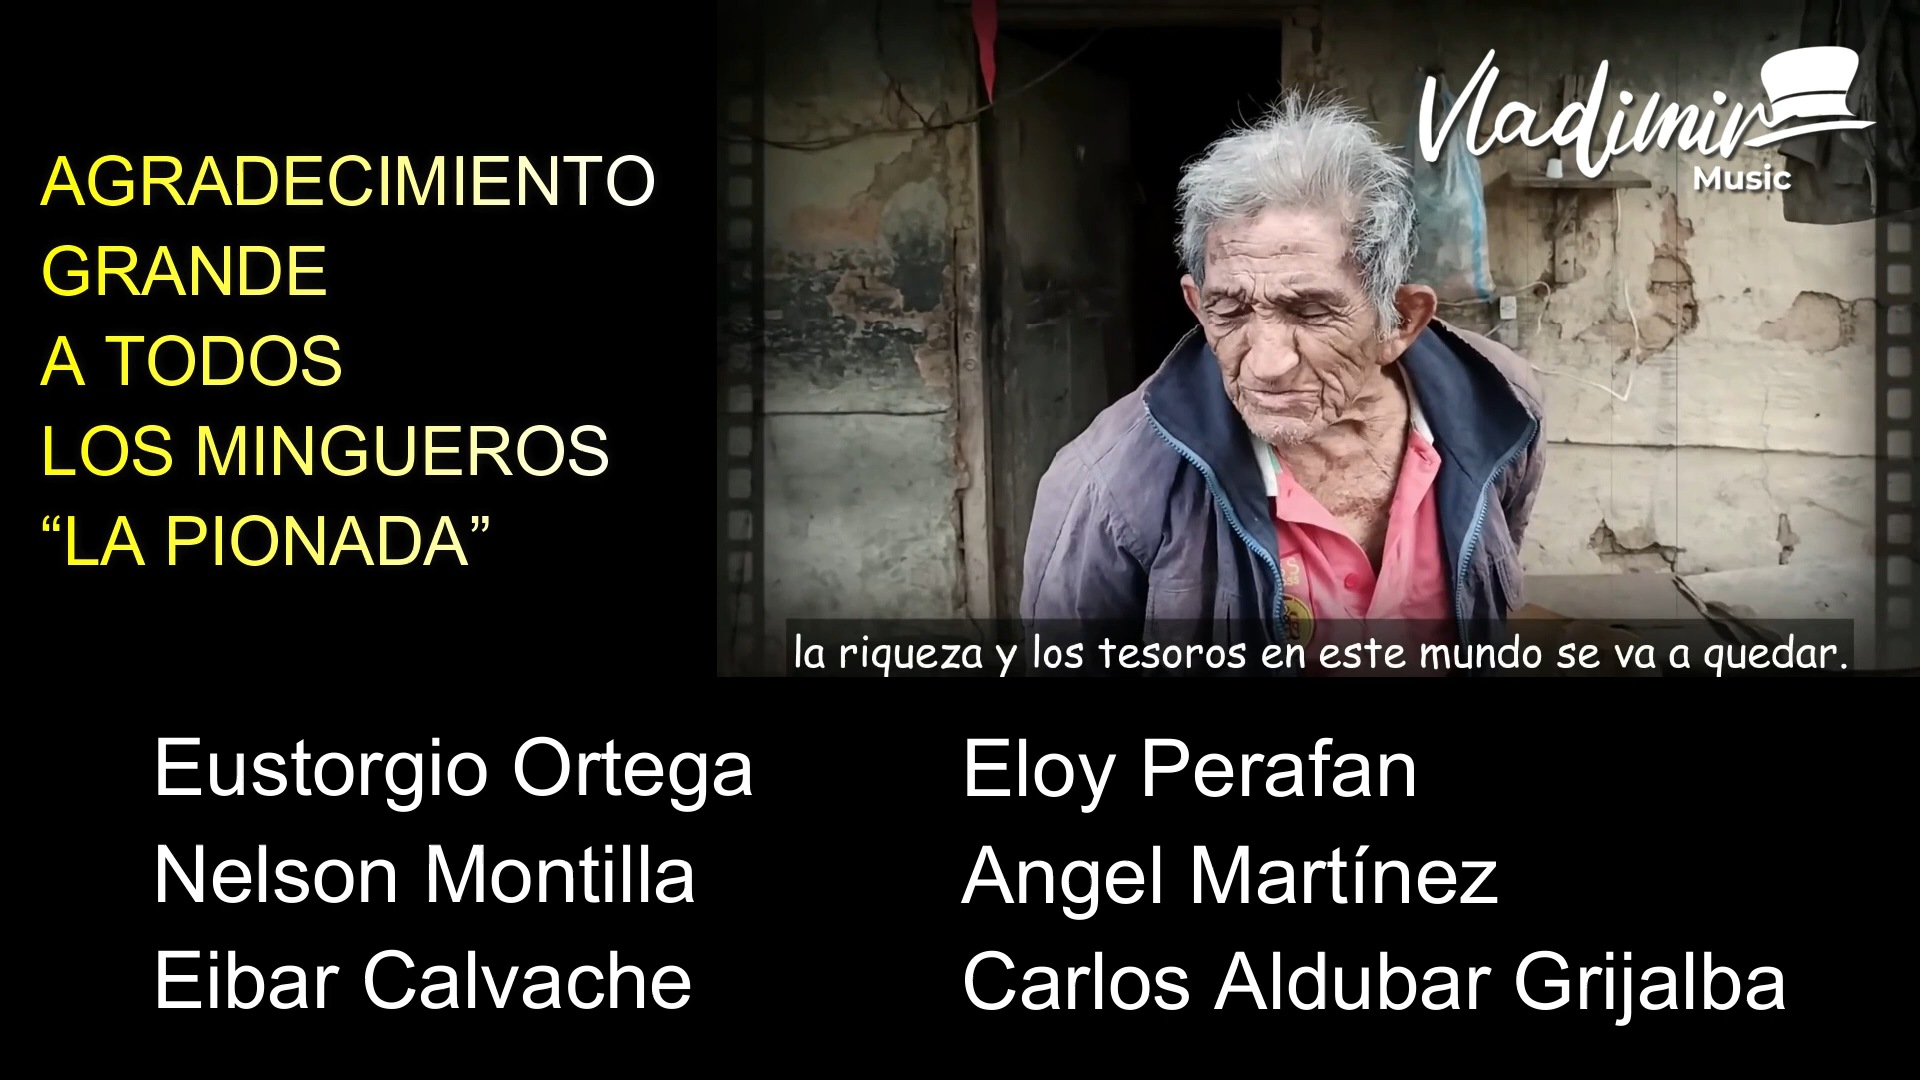 AGRADECIMIENTO
GRANDE
A TODOS
LOS MINGUEROS
“LA PIONADA”
Vladimir
Music
la riqueza y los tesoros en este mundo se va a quedar.
Eustorgio Ortega
Nelson Montilla
Eibar Calvache
Eloy Perafan
Angel Martínez
Carlos Aldubar Grijalba